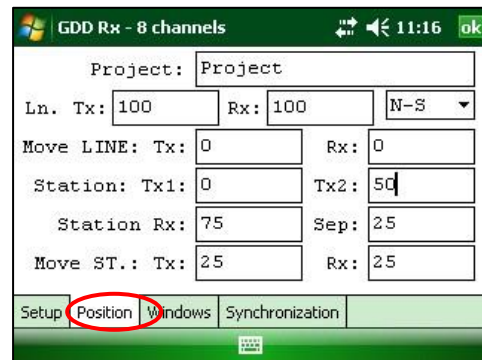 GDD Rx - 8 channels 11:16 ok
Project: Project
Ln. Tx: 100 Rx: 100 N-S
Move LINE: Tx: 0 Rx: 0
Station: Tx1: 0 Tx2: 50
Station Rx: 75 Sep: 25
Move ST.: Tx: 25 Rx: 25
Setup Position Windows Synchronization